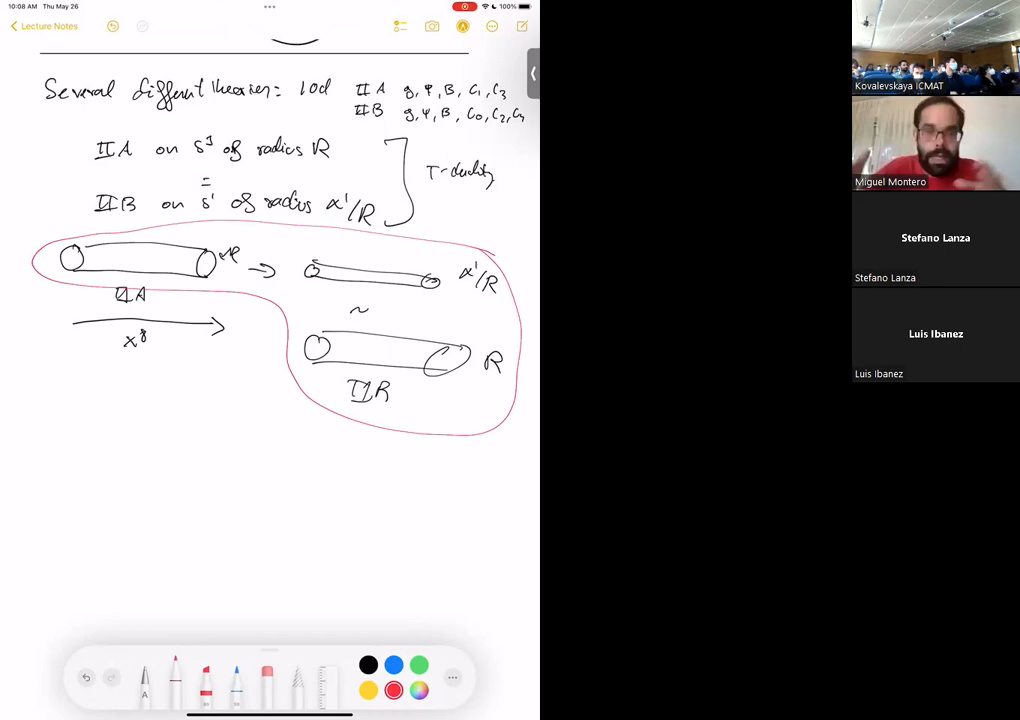 10:08 AM Thu May 26
100%
Lecture Notes
Several different theories: 10d IIA g, φ, B, C1, C3
IIB g, φ, B, C0, C2, C4
IIA on S1 of radius R
=
IIB on S1 of radius α'/R
T-duality
R ⇒ α'/R
IIA
~
x8
R
IIB
A
Kovalevskaya ICMAT
Miguel Montero
Stefano Lanza
Stefano Lanza
Luis Ibanez
Luis Ibanez